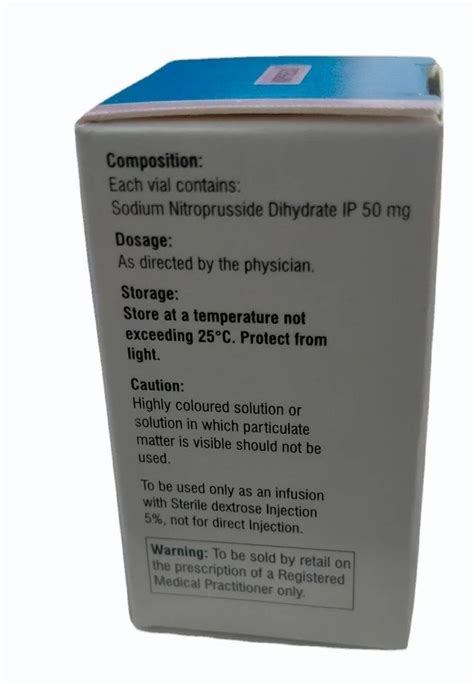 Composition:
Each vial contains:
Sodium Nitroprusside Dihydrate IP 50 mg
Dosage:
As directed by the physician.
Storage:
Store at a temperature not
exceeding 25°C. Protect from
light.
Caution:
Highly coloured solution or
solution in which particulate
matter is visible should not be
used.
To be used only as an infusion
with Sterile dextrose Injection
5%, not for direct Injection.
Warning: To be sold by retail on
the prescription of a Registered
Medical Practitioner only.